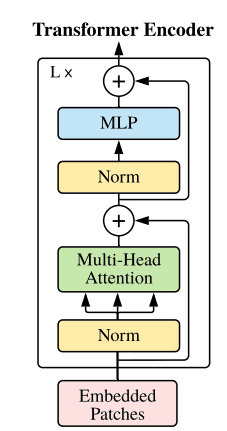 Transformer Encoder
L ×
+
MLP
Norm
+
Multi-Head
Attention
Norm
Embedded
Patches